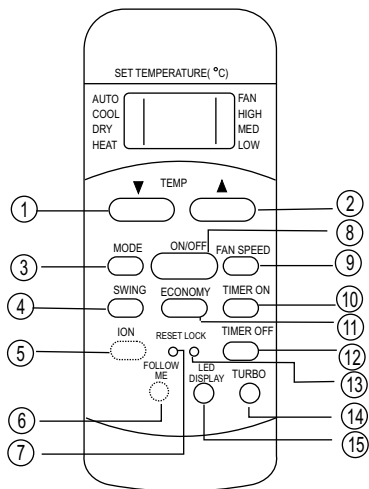 SET TEMPERATURE(°C)
AUTO FAN
COOL HIGH
DRY MED
HEAT LOW
▼ TEMP ▲
1 2
8
MODE ON/OFF FAN SPEED
3 9
SWING ECONOMY TIMER ON
4 10
11
ION RESET LOCK TIMER OFF
5 12
FOLLOW ME LED DISPLAY TURBO
13
6 14
7 15